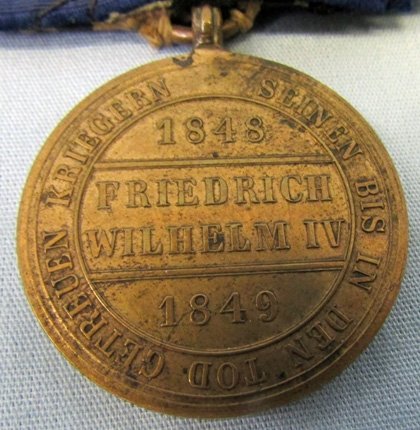 SEINEN BIS IN DEN TOD GETREUEN KRIEGERN
1848
FRIEDRICH
WILHELM IV
1849